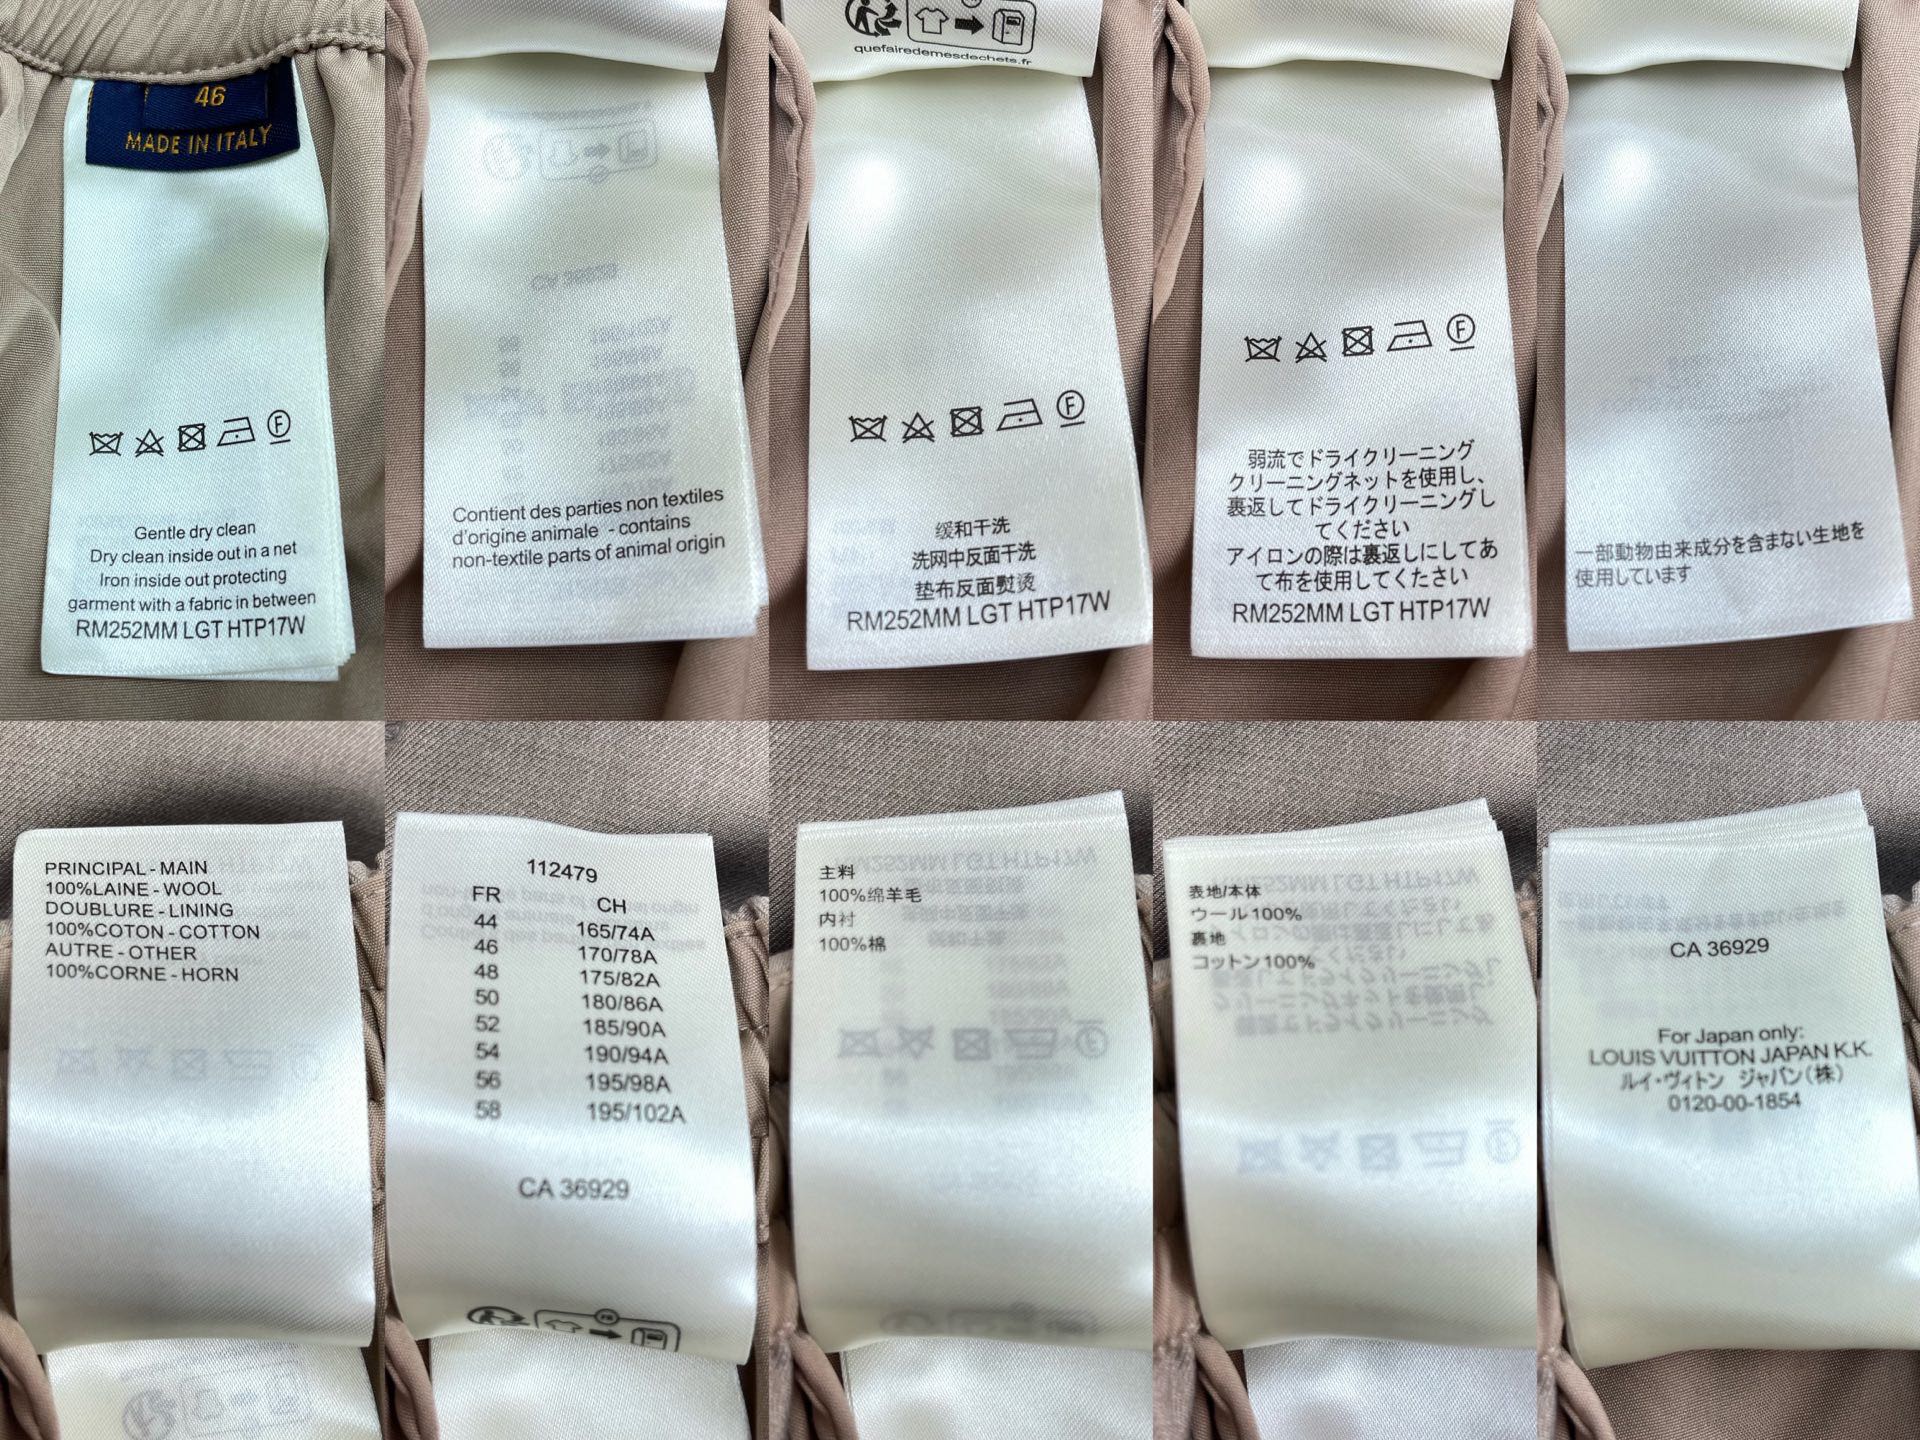 46
MADE IN ITALY
Gentle dry clean
Dry clean inside out in a net
Iron inside out protecting
garment with a fabric in between
RM252MM LGT HTP17W
CA 36929
Contient des parties non textiles
d'origine animale - contains
non-textile parts of animal origin
quefairedemesdechets.fr
F
缓和干洗
洗网中反面干洗
垫布反面熨烫
RM252MM LGT HTP17W
F
弱流でドライクリーニング
クリーニングネットを使用し、
裏返してドライクリーニングし
てください
アイロンの際は裏返しにしてあ
て布を使用してください
RM252MM LGT HTP17W
一部動物由来成分を含まない生地を
使用しています
PRINCIPAL - MAIN
100%LAINE - WOOL
DOUBLURE - LINING
100%COTON - COTTON
AUTRE - OTHER
100%CORNE - HORN
112479
FR CH
44 165/74A
46 170/78A
48 175/82A
50 180/86A
52 185/90A
54 190/94A
56 195/98A
58 195/102A
CA 36929
FR
主料
100%绵羊毛
内衬
100%棉
表地/本体
ウール100%
裏地
コットン100%
CA 36929
For Japan only:
LOUIS VUITTON JAPAN K.K.
ルイ・ヴィトン ジャパン(株)
0120-00-1854